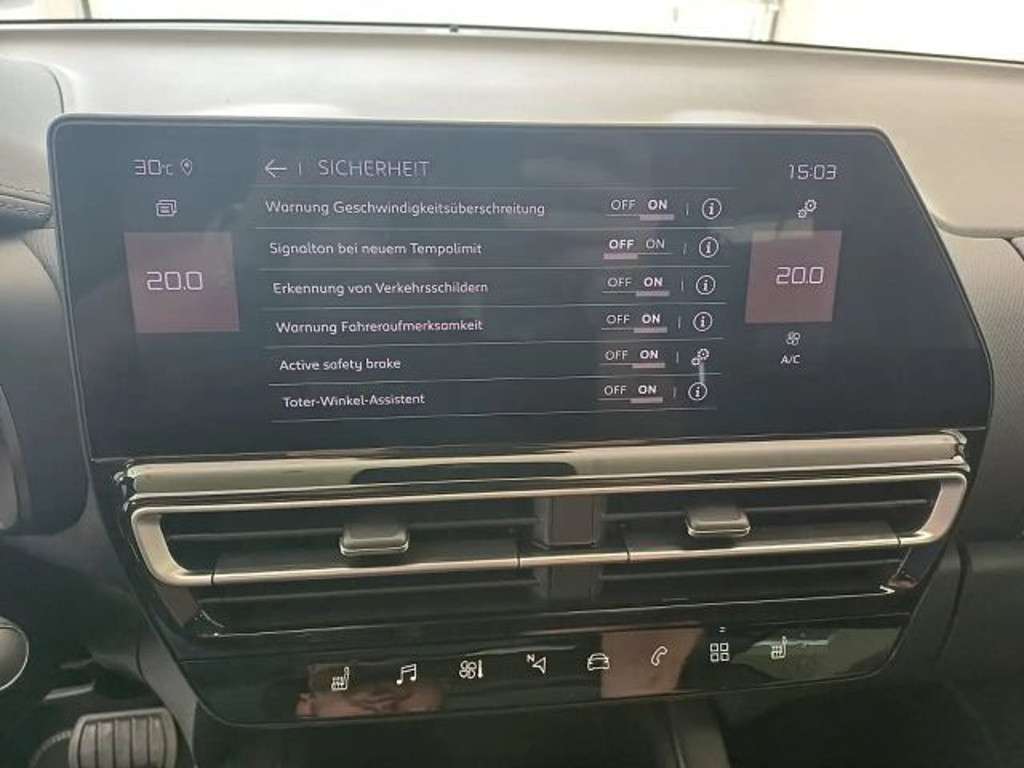 30°C SICHERHEIT 15:03
Warnung Geschwindigkeitsüberschreitung OFF ON
Signalton bei neuem Tempolimit OFF ON
20.0 20.0
Erkennung von Verkehrsschildern OFF ON
Warnung Fahreraufmerksamkeit OFF ON
Active safety brake OFF ON
A/C
Toter-Winkel-Assistent OFF ON
N